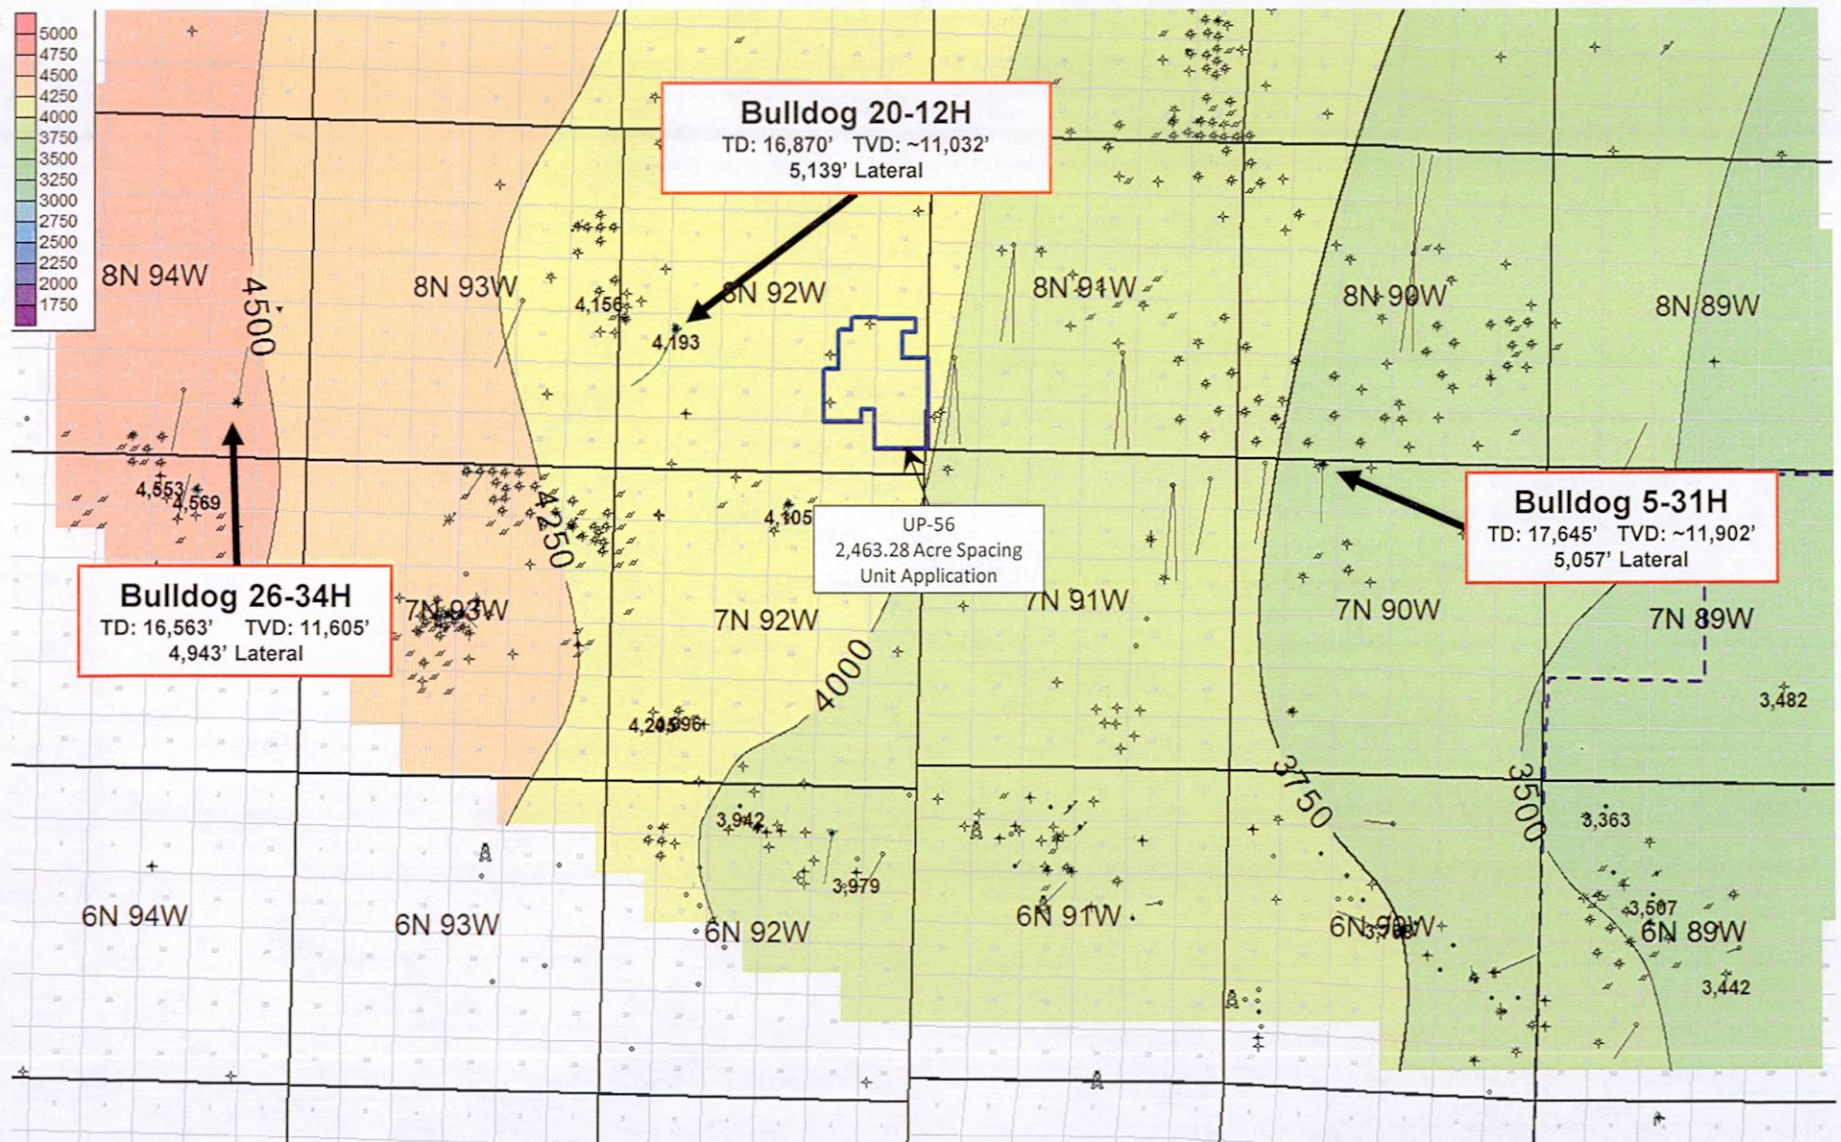 5000
4750
4500
4250
4000
3750
3500
3250
3000
2750
2500
2250
2000
1750
Bulldog 20-12H
TD: 16,870’ TVD: ~11,032’
5,139’ Lateral
8N 94W
4500
8N 93W
4,156
8N 92W
4,193
8N 91W
8N 90W
8N 89W
4,553
4,569
4250
4,105
UP-56
2,463.28 Acre Spacing
Unit Application
Bulldog 5-31H
TD: 17,645’ TVD: ~11,902’
5,057’ Lateral
Bulldog 26-34H
TD: 16,563’ TVD: 11,605’
4,943’ Lateral
7N 93W
7N 92W
4000
7N 91W
7N 90W
7N 89W
3,482
3750
3500
3,942
3,979
3,363
6N 94W
6N 93W
6N 92W
6N 91W
6N 90W
3,507
6N 89W
3,442